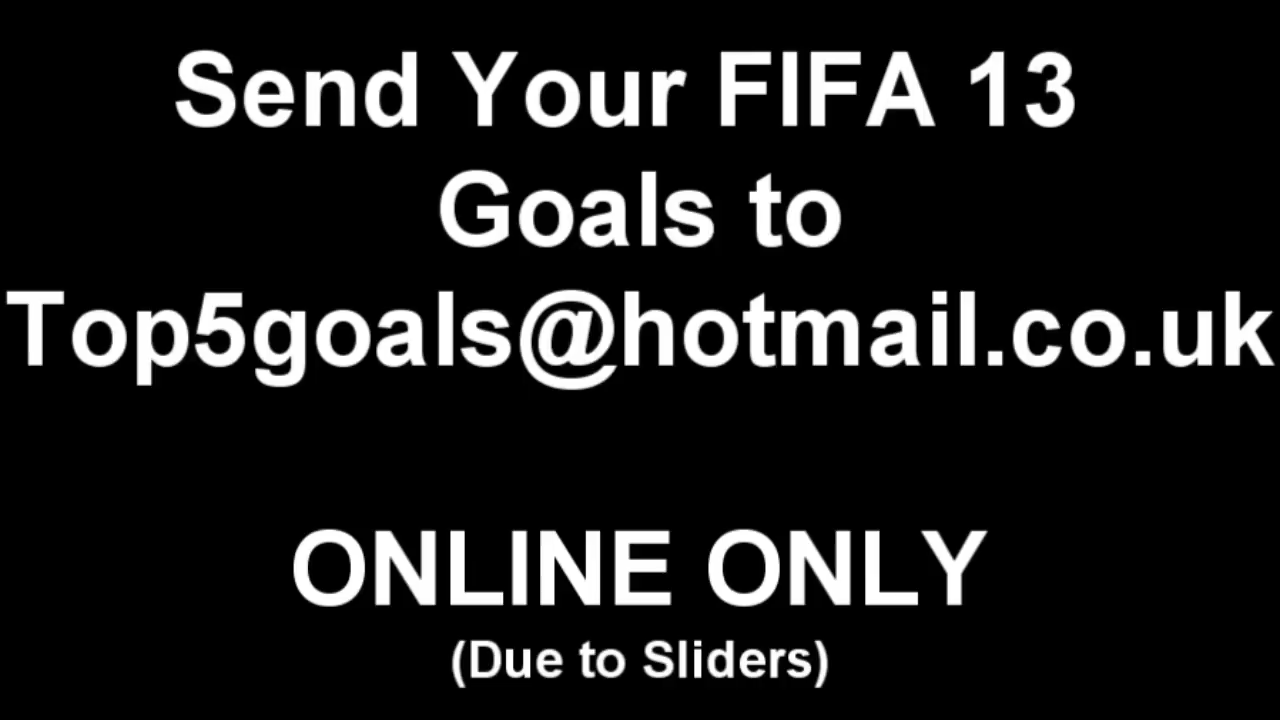 Send Your FIFA 13
Goals to
Top5goals@hotmail.co.uk
ONLINE ONLY
(Due to Sliders)